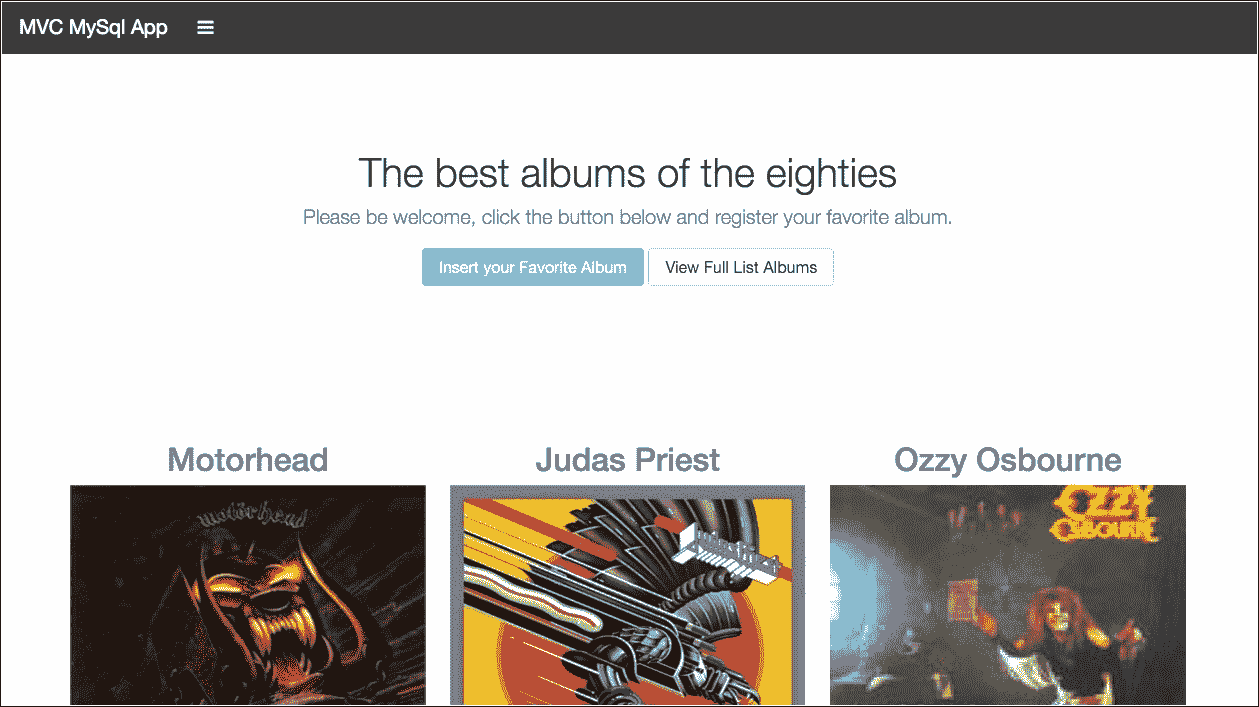 MVC MySql App
The best albums of the eighties
Please be welcome, click the button below and register your favorite album.
Insert your Favorite Album
View Full List Albums
Motorhead
Judas Priest
Ozzy Osbourne
motörhead
OZZY
OSBOURNE